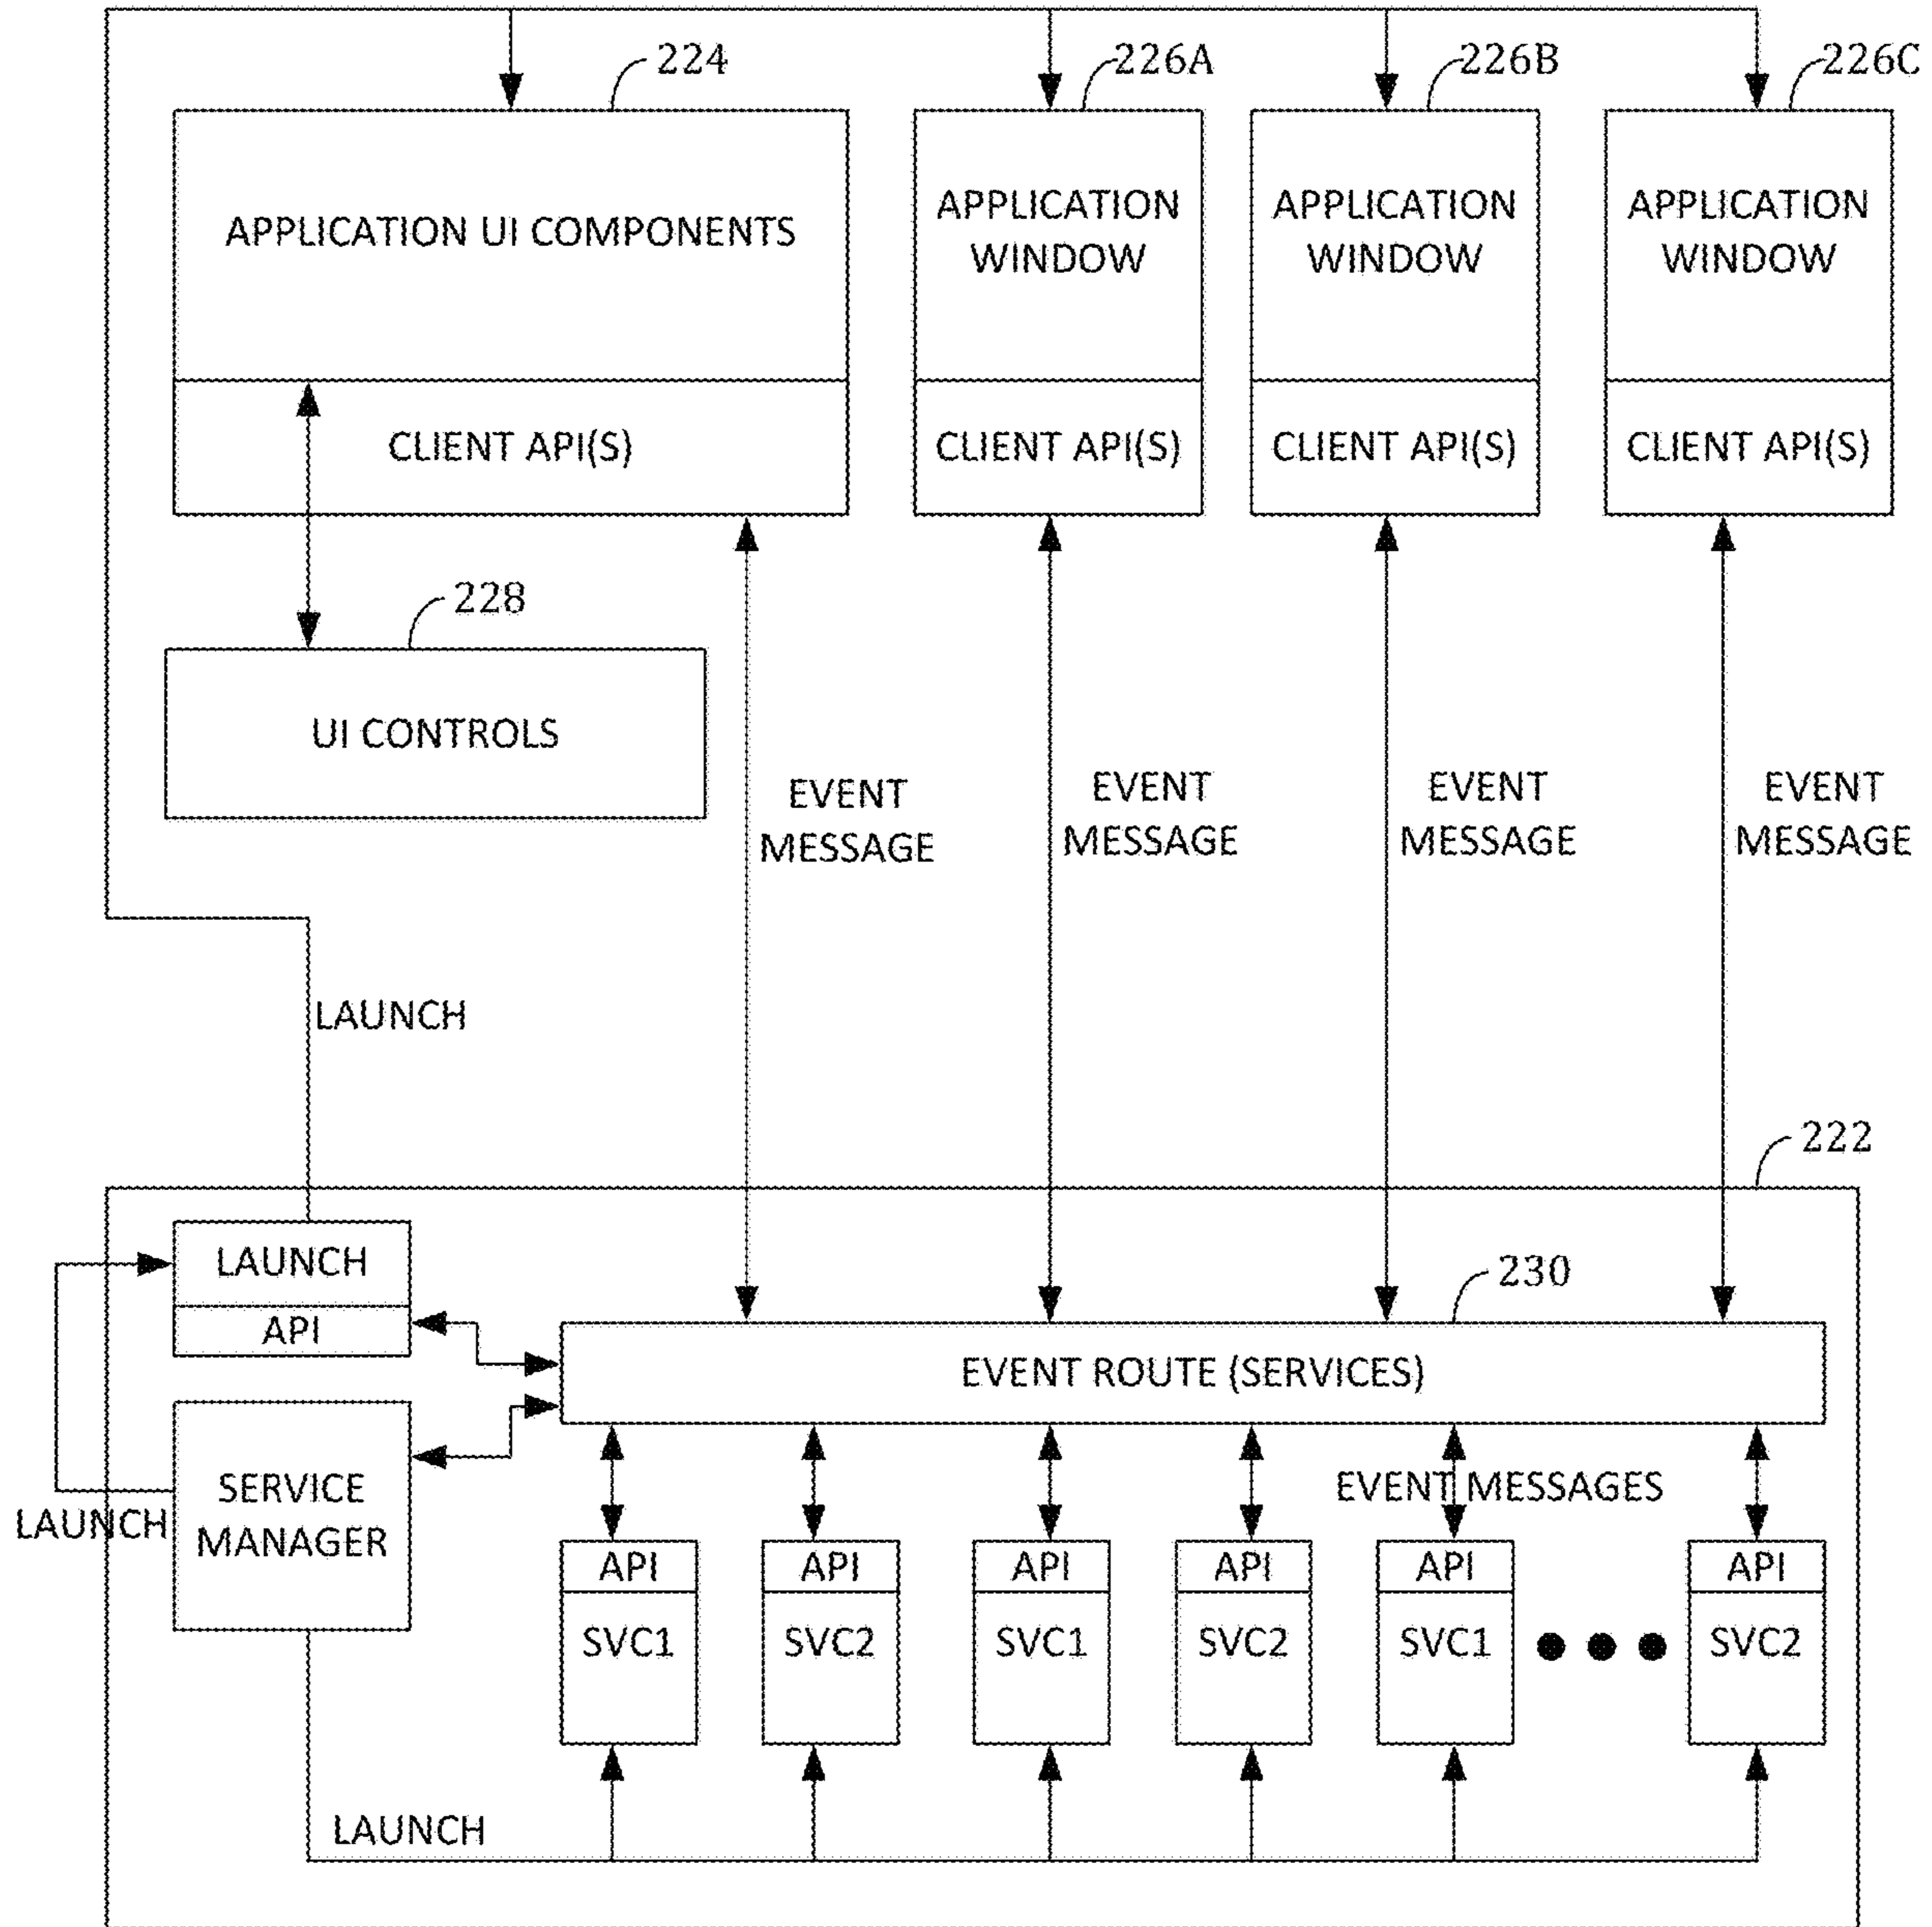 224
226A
226B
226C
APPLICATION UI COMPONENTS
APPLICATION
WINDOW
APPLICATION
WINDOW
APPLICATION
WINDOW
CLIENT API(S)
CLIENT API(S)
CLIENT API(S)
CLIENT API(S)
228
UI CONTROLS
EVENT
MESSAGE
EVENT
MESSAGE
EVENT
MESSAGE
EVENT
MESSAGE
LAUNCH
222
LAUNCH
API
230
EVENT ROUTE (SERVICES)
SERVICE
MANAGER
LAUNCH
EVENT MESSAGES
API
API
API
API
API
API
SVC1
SVC2
SVC1
SVC2
SVC1
SVC2
LAUNCH